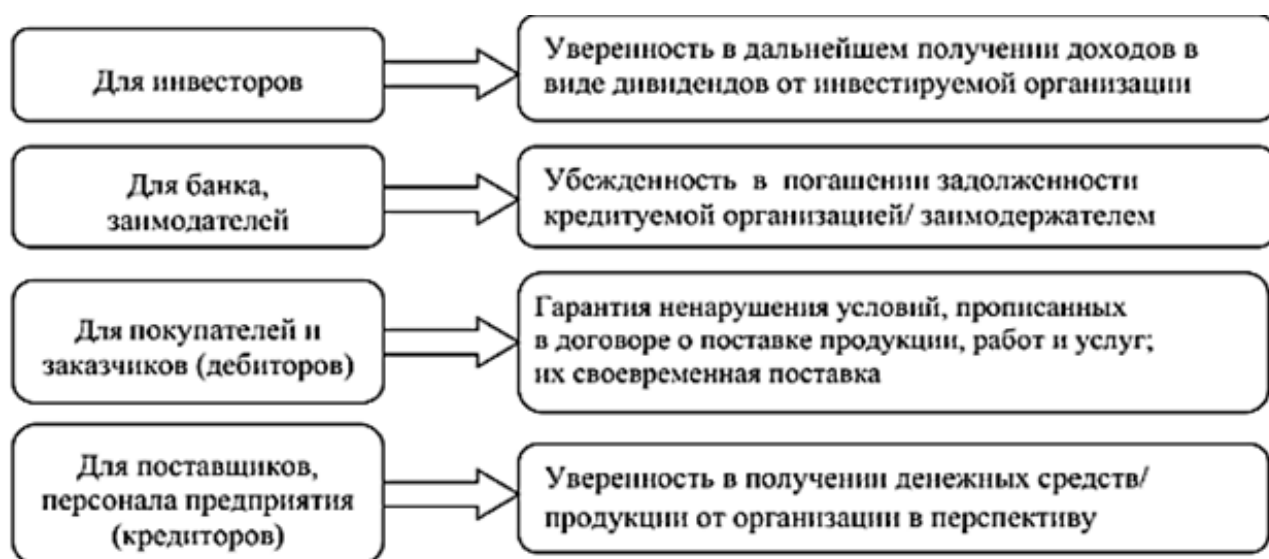 Для инвесторов
Уверенность в дальнейшем получении доходов в
виде дивидендов от инвестируемой организации
Для банка,
заимодателей
Убежденность в погашении задолженности
кредитуемой организацией/ заимодержателем
Для покупателей и
заказчиков (дебиторов)
Гарантия ненарушения условий, прописанных
в договоре о поставке продукции, работ и услуг;
их своевременная поставка
Для поставщиков,
персонала предприятия
(кредиторов)
Уверенность в получении денежных средств/
продукции от организации в перспективу